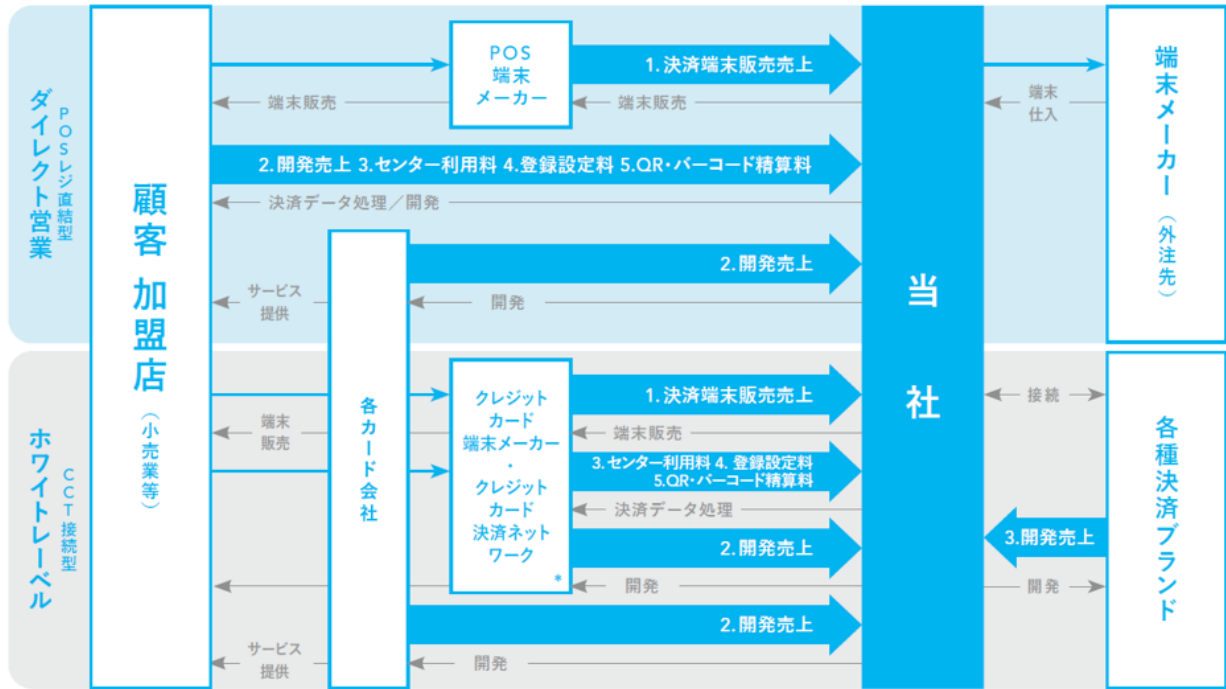 ダイレクト営業
POSレジ直結型
顧客 加盟店
（小売業等）
POS
端末
メーカー
1.決済端末販売売上
端末販売
端末販売
2.開発売上 3.センター利用料 4.登録設定料 5.QR・バーコード精算料
決済データ処理／開発
2.開発売上
サービス
提供
開発
当社
端末
仕入
端末メーカー
（外注先）
ホワイトレーベル
CCT接続型
各カード会社
端末
販売
クレジット
カード
端末メーカー
・
クレジット
カード
決済ネット
ワーク
*
1.決済端末販売売上
端末販売
3.センター利用料 4. 登録設定料
5.QR・バーコード精算料
決済データ処理
2.開発売上
開発
2.開発売上
サービス
提供
開発
接続
3.開発売上
開発
各種決済ブランド